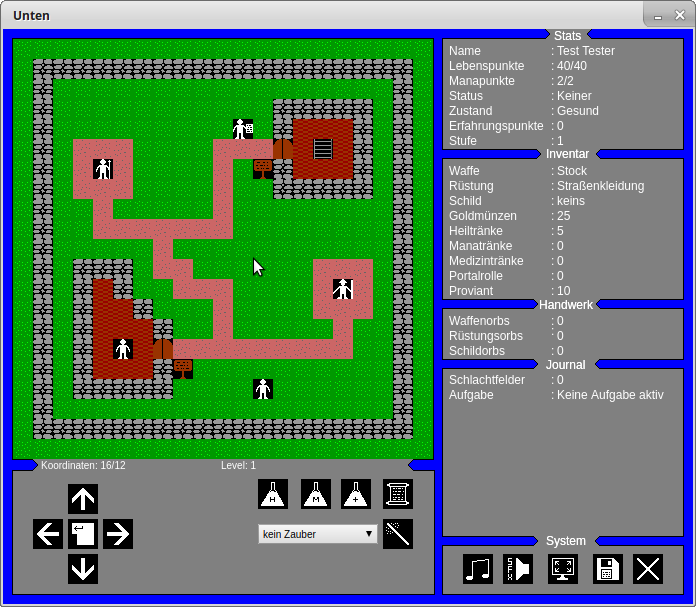 Unten
Stats
Name : Test Tester
Lebenspunkte : 40/40
Manapunkte : 2/2
Status : Keiner
Zustand : Gesund
Erfahrungspunkte : 0
Stufe : 1
Inventar
Waffe : Stock
Rüstung : Straßenkleidung
Schild : keins
Goldmünzen : 25
Heiltränke : 5
Manatränke : 0
Medizintränke : 0
Portalrolle : 0
Proviant : 10
Handwerk
Waffenorbs : 0
Rüstungsorbs : 0
Schildorbs : 0
Journal
Schlachtfelder : 0
Aufgabe : Keine Aufgabe aktiv
Koordinaten: 16/12 Level: 1
H M +
kein Zauber
System
SFX